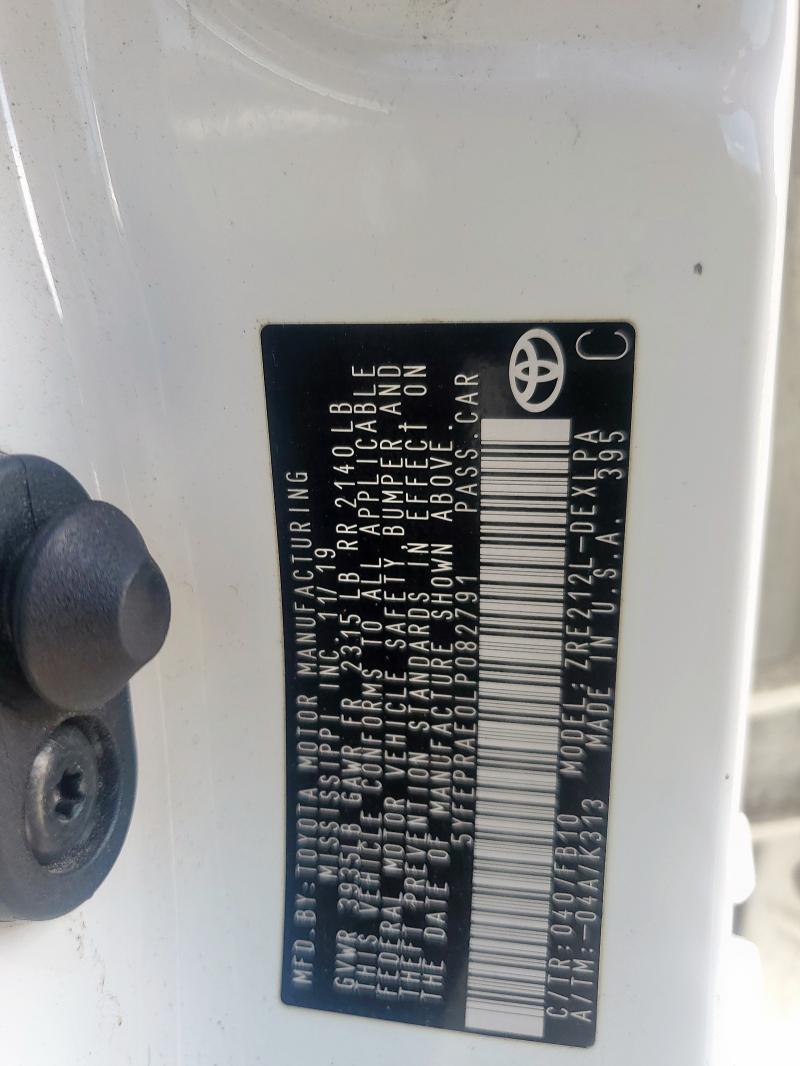 MFD. BY: TOYOTA MOTOR MANUFACTURING
MISSISSIPPI INC. 11/19
GVWR 3935LB GAWR FR 2315 LB RR 2140LB
THIS VEHICLE CONFORMS TO ALL APPLICABLE
FEDERAL MOTOR VEHICLE SAFETY, BUMPER AND
THEFT PREVENTION STANDARDS IN EFFECT ON
THE DATE OF MANUFACTURE SHOWN ABOVE.
5YFEPRAE0LP082791 PASS.CAR
C/TR:040/FB10 MODEL: ZRE212L-DEXLPA
A/TM:-04A/K313 MADE IN U.S.A. 395 C